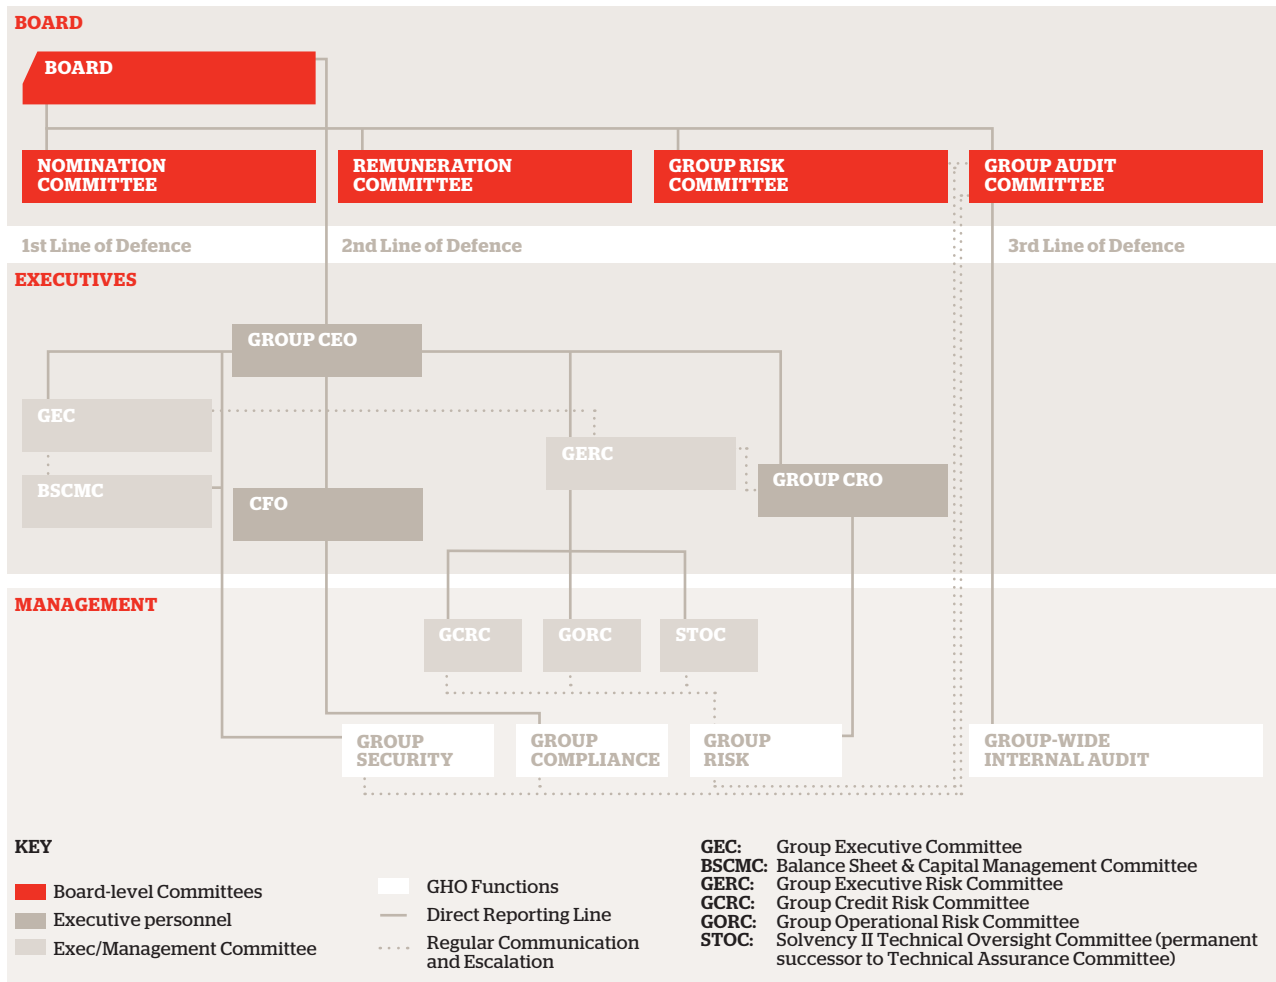 BOARD
BOARD
NOMINATION
COMMITTEE
REMUNERATION
COMMITTEE
GROUP RISK
COMMITTEE
GROUP AUDIT
COMMITTEE
1st Line of Defence
2nd Line of Defence
3rd Line of Defence
EXECUTIVES
GROUP CEO
GEC
GERC
GROUP CRO
BSCMC
CFO
MANAGEMENT
GCRC
GORC
STOC
GROUP
SECURITY
GROUP
COMPLIANCE
GROUP
RISK
GROUP-WIDE
INTERNAL AUDIT
KEY
Board-level Committees
Executive personnel
Exec/Management Committee
GHO Functions
Direct Reporting Line
Regular Communication
and Escalation
GEC: Group Executive Committee
BSCMC: Balance Sheet & Capital Management Committee
GERC: Group Executive Risk Committee
GCRC: Group Credit Risk Committee
GORC: Group Operational Risk Committee
STOC: Solvency II Technical Oversight Committee (permanent
successor to Technical Assurance Committee)